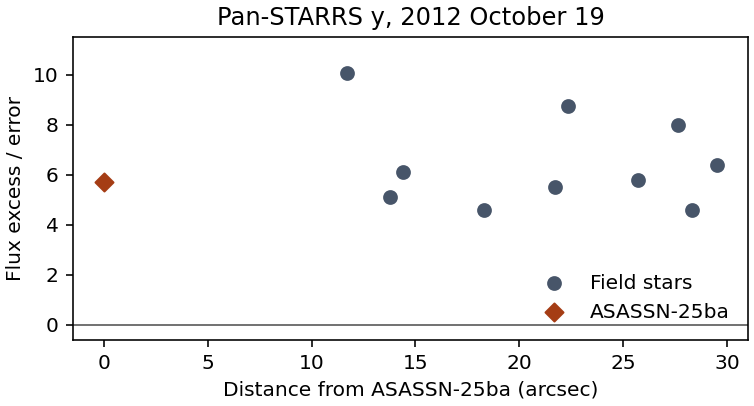 Pan-STARRS y, 2012 October 19
Flux excess / error
10
8
6
4
2
0
Field stars
ASASSN-25ba
0 5 10 15 20 25 30
Distance from ASASSN-25ba (arcsec)